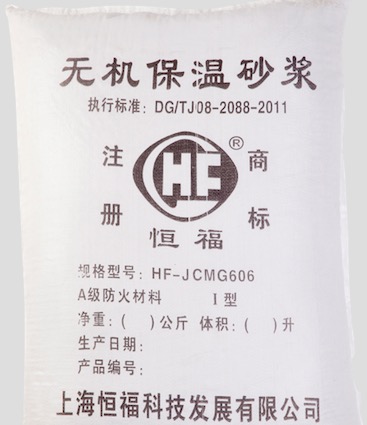 无机保温砂浆
执行标准：DG/TJ08-2088-2011
注册 HF® 商标
恒福
规格型号：HF-JCMG606
A级防火材料 I型
净重：( )公斤 体积：( )升
生产日期：
产品编号：
上海恒福科技发展有限公司